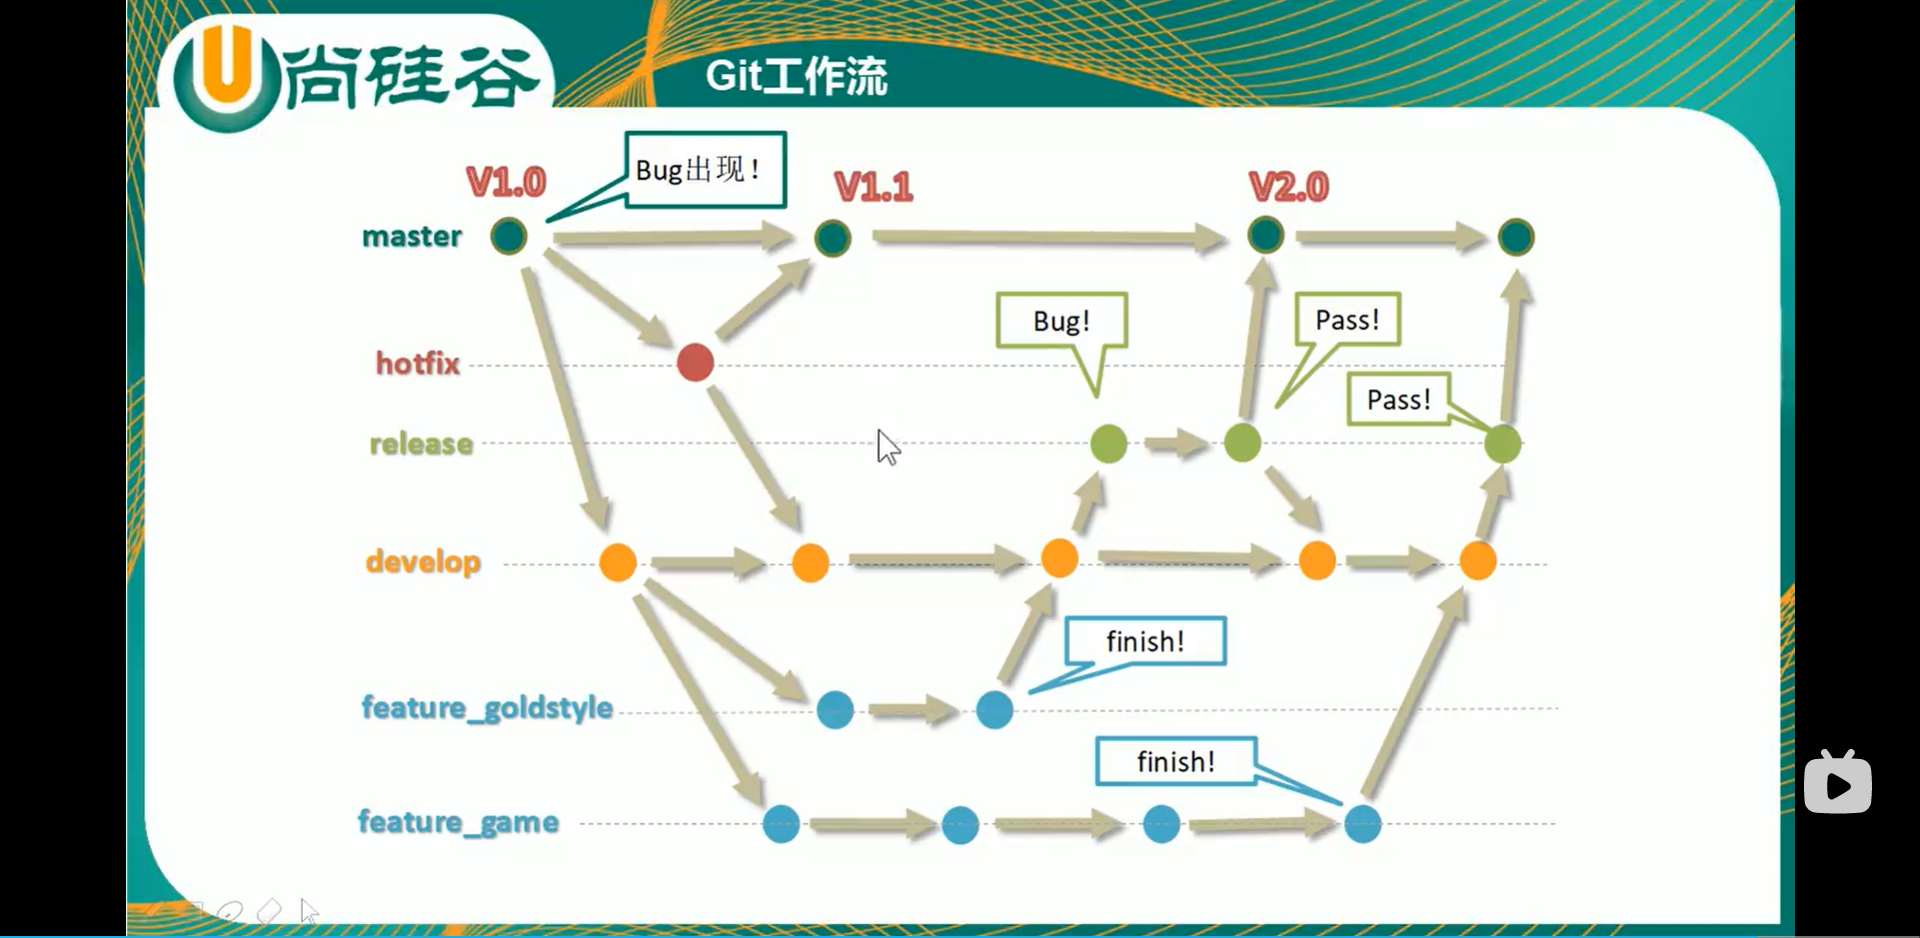 尚硅谷
Git工作流
Bug出现！
V1.0
V1.1
V2.0
master
Bug!
Pass!
hotfix
Pass!
release
develop
finish!
feature_goldstyle
finish!
feature_game